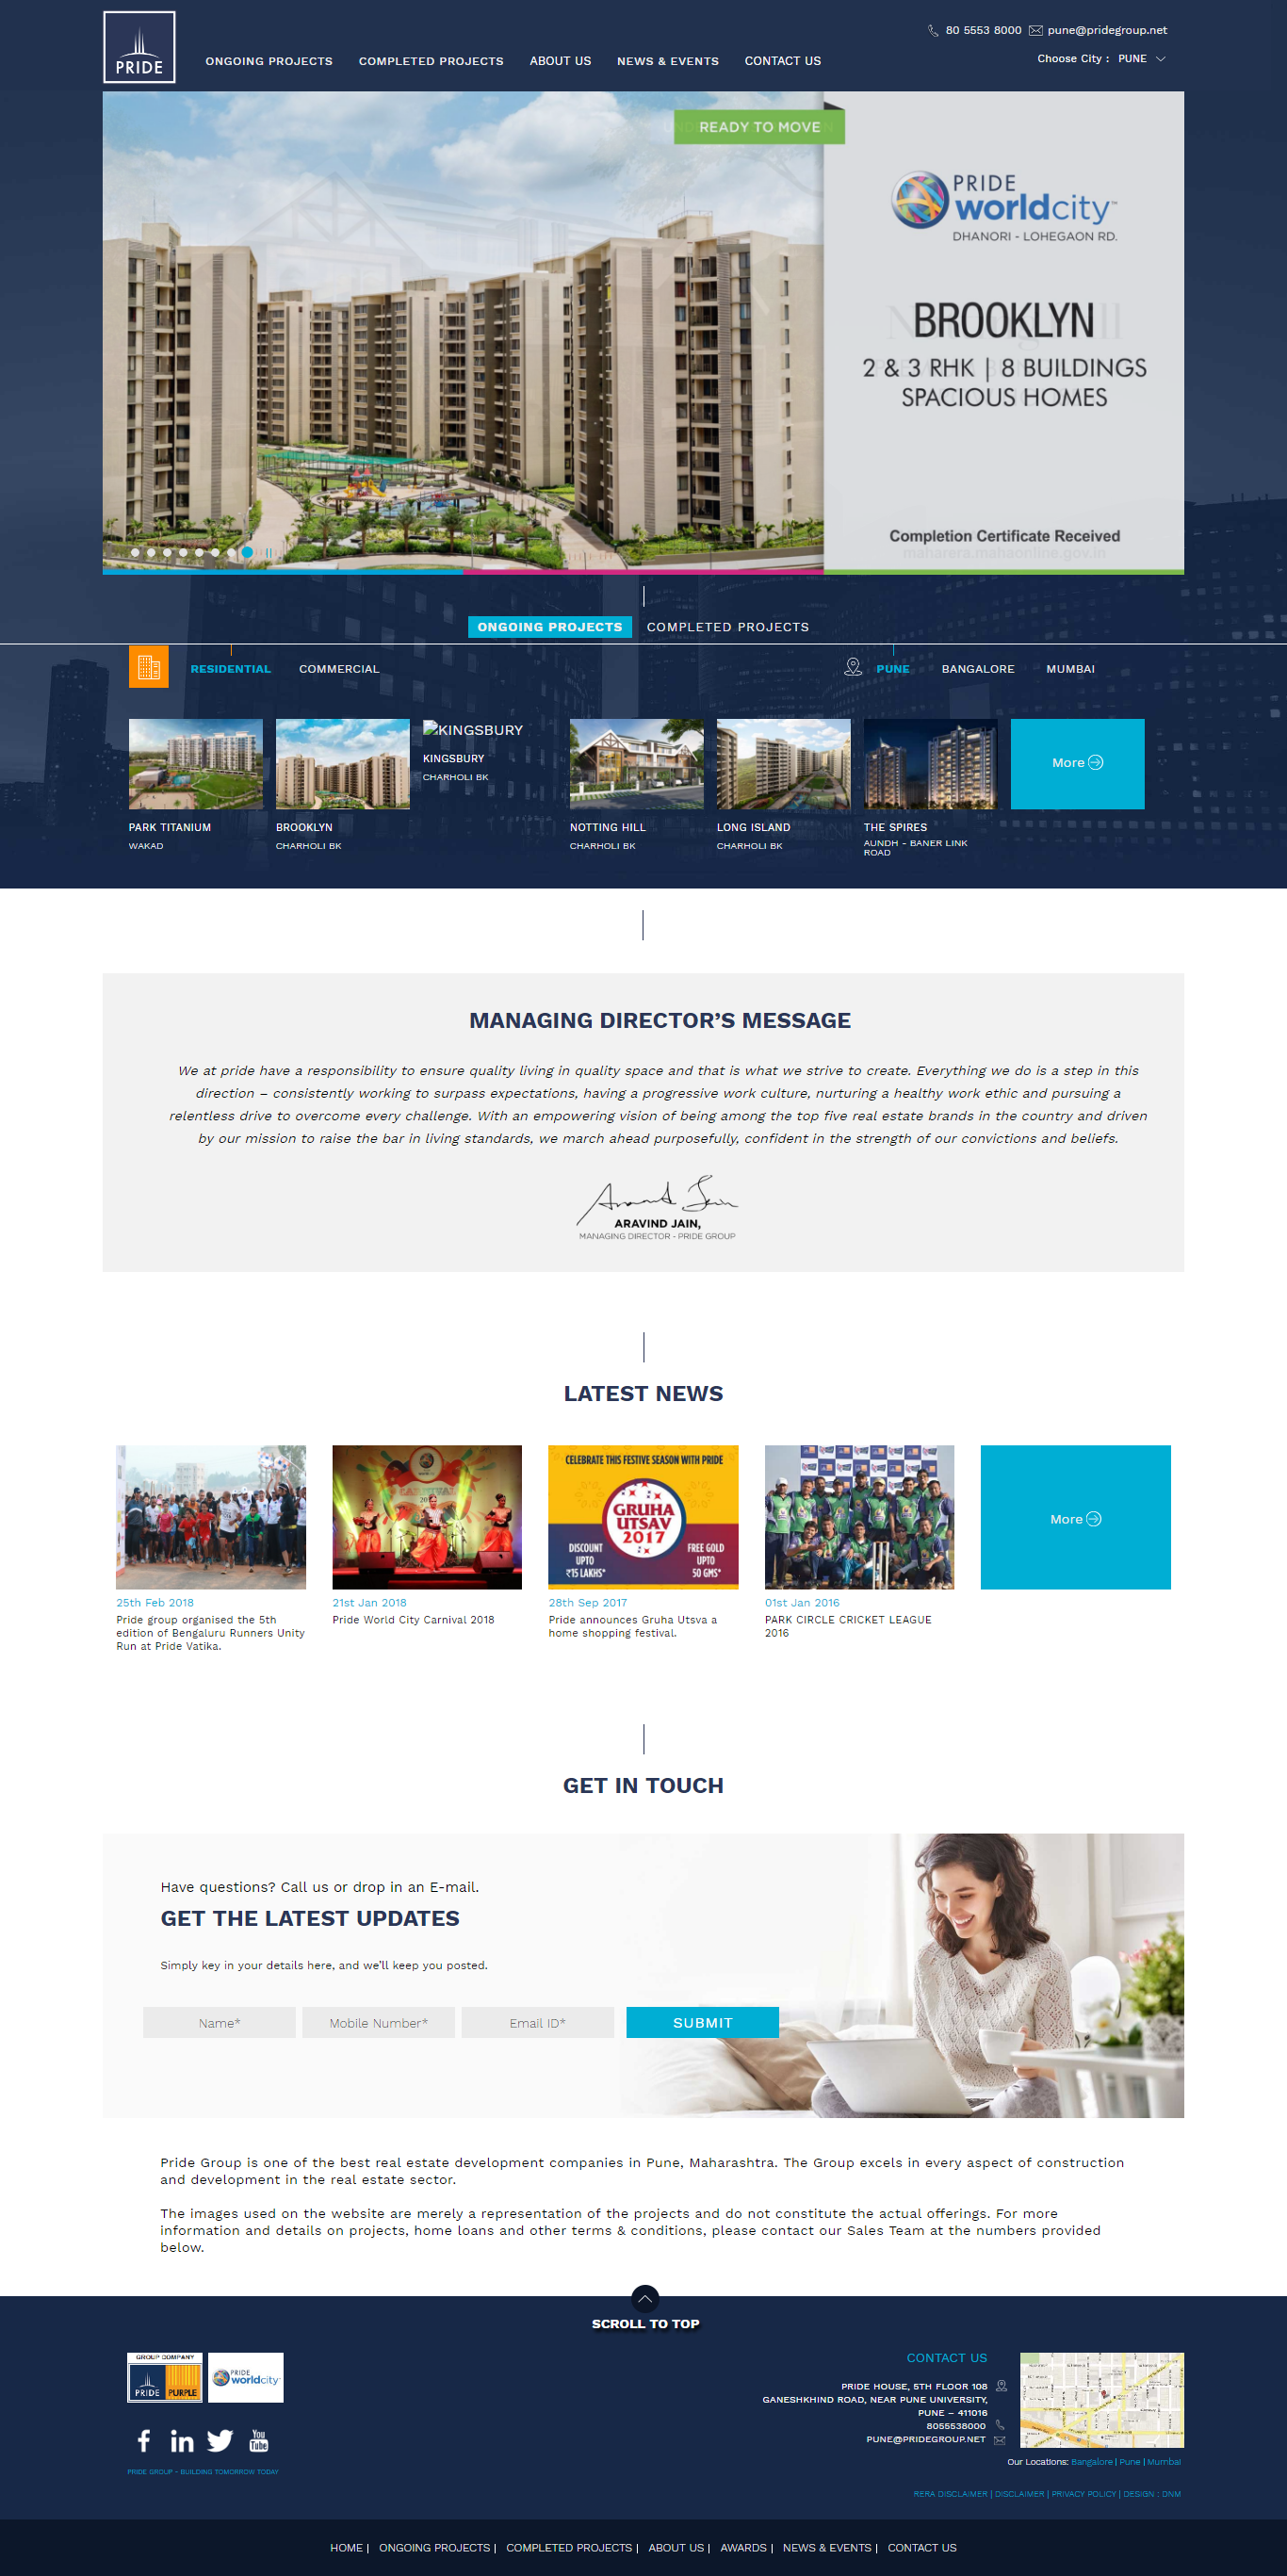 PRIDE
ONGOING PROJECTS COMPLETED PROJECTS ABOUT US NEWS & EVENTS CONTACT US
80 5553 8000 pune@pridegroup.net
Choose City : PUNE
READY TO MOVE
PRIDE
worldcity™
DHANORI - LOHEGAON RD.
BROOKLYN
2 & 3 RHK | 8 BUILDINGS
SPACIOUS HOMES
Completion Certificate Received
maharera.mahaonline.gov.in
ONGOING PROJECTS COMPLETED PROJECTS
RESIDENTIAL COMMERCIAL
PUNE BANGALORE MUMBAI
PARK TITANIUM
WAKAD
BROOKLYN
CHARHOLI BK
KINGSBURY
KINGSBURY
CHARHOLI BK
NOTTING HILL
CHARHOLI BK
LONG ISLAND
CHARHOLI BK
THE SPIRES
AUNDH - BANER LINK
ROAD
More
MANAGING DIRECTOR'S MESSAGE
We at pride have a responsibility to ensure quality living in quality space and that is what we strive to create. Everything we do is a step in this
direction – consistently working to surpass expectations, having a progressive work culture, nurturing a healthy work ethic and pursuing a
relentless drive to overcome every challenge. With an empowering vision of being among the top five real estate brands in the country and driven
by our mission to raise the bar in living standards, we march ahead purposefully, confident in the strength of our convictions and beliefs.
ARAVIND JAIN,
MANAGING DIRECTOR - PRIDE GROUP
LATEST NEWS
25th Feb 2018
Pride group organised the 5th
edition of Bengaluru Runners Unity
Run at Pride Vatika.
21st Jan 2018
Pride World City Carnival 2018
CELEBRATE THIS FESTIVE SEASON WITH PRIDE
GRUHA
UTSAV
2017
DISCOUNT
UPTO
₹15 LAKHS*
FREE GOLD
UPTO
50 GMS*
28th Sep 2017
Pride announces Gruha Utsva a
home shopping festival.
01st Jan 2016
PARK CIRCLE CRICKET LEAGUE
2016
More
GET IN TOUCH
Have questions? Call us or drop in an E-mail.
GET THE LATEST UPDATES
Simply key in your details here, and we'll keep you posted.
Name* Mobile Number* Email ID* SUBMIT
Pride Group is one of the best real estate development companies in Pune, Maharashtra. The Group excels in every aspect of construction
and development in the real estate sector.
The images used on the website are merely a representation of the projects and do not constitute the actual offerings. For more
information and details on projects, home loans and other terms & conditions, please contact our Sales Team at the numbers provided
below.
SCROLL TO TOP
GROUP COMPANY
PRIDE PURPLE
PRIDE
worldcity
You
Tube
PRIDE GROUP - BUILDING TOMORROW TODAY
CONTACT US
PRIDE HOUSE, 5TH FLOOR 108
GANESHKHIND ROAD, NEAR PUNE UNIVERSITY,
PUNE – 411016
8055538000
PUNE@PRIDEGROUP.NET
Our Locations: Bangalore | Pune | Mumbai
RERA DISCLAIMER | DISCLAIMER | PRIVACY POLICY | DESIGN : DNM
HOME | ONGOING PROJECTS | COMPLETED PROJECTS | ABOUT US | AWARDS | NEWS & EVENTS | CONTACT US